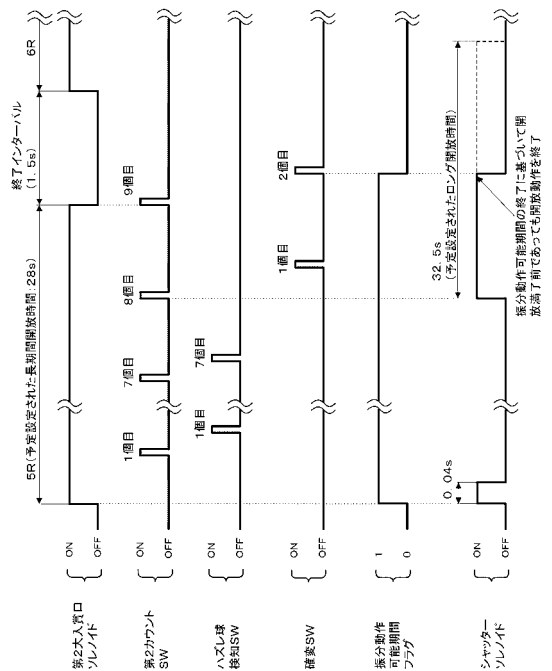 5R(予定設定された長期間開放時間:28s)
終了インターバル
(1.5s)
6R
第2大入賞口
ソレノイド
ON
OFF
1個目
7個目
8個目
9個目
第2カウント
SW
ON
OFF
1個目
7個目
ハズレ球
検知SW
ON
OFF
1個目
2個目
確変SW
ON
OFF
振分動作
可能期間
フラグ
1
0
0.04s
32.5s
(予定設定されたロング開放時間)
シャッター
ソレノイド
ON
OFF
振分動作可能期間の終了に基づいて開
放満了前であっても開放動作を終了